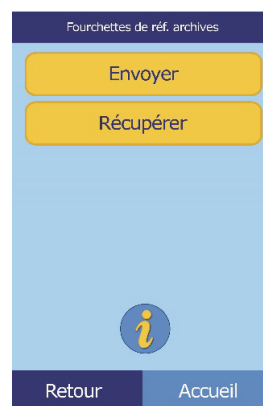 Fourchettes de réf. archives
Envoyer
Récupérer
i
Retour
Accueil